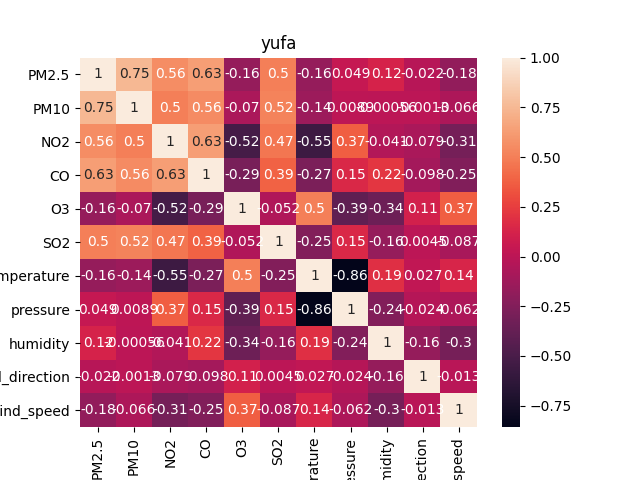 yufa
PM2.5 1 0.75 0.56 0.63 -0.16 0.5 -0.16 0.049 0.12 -0.022 -0.18
PM10 0.75 1 0.5 0.56 -0.07 0.52 -0.14 0.0089 -0.00056 -0.0013 -0.066
NO2 0.56 0.5 1 0.63 -0.52 0.47 -0.55 0.37 -0.041 -0.079 -0.31
CO 0.63 0.56 0.63 1 -0.29 0.39 -0.27 0.15 0.22 -0.098 -0.25
O3 -0.16 -0.07 -0.52 -0.29 1 -0.052 0.5 -0.39 -0.34 0.11 0.37
SO2 0.5 0.52 0.47 0.39 -0.052 1 -0.25 0.15 -0.16 0.0045 -0.087
mperature -0.16 -0.14 -0.55 -0.27 0.5 -0.25 1 -0.86 0.19 0.027 0.14
pressure 0.049 0.0089 0.37 0.15 -0.39 0.15 -0.86 1 -0.24 -0.024 -0.062
humidity 0.12 -0.00056 -0.041 0.22 -0.34 -0.16 0.19 -0.24 1 -0.16 -0.3
d_direction -0.022 -0.0013 -0.079 -0.098 0.11 0.0045 0.027 -0.024 -0.16 1 -0.013
ind_speed -0.18 -0.066 -0.31 -0.25 0.37 -0.087 0.14 -0.062 -0.3 -0.013 1
PM2.5 PM10 NO2 CO O3 SO2 rature essure midity ection speed
1.00
0.75
0.50
0.25
0.00
−0.25
−0.50
−0.75